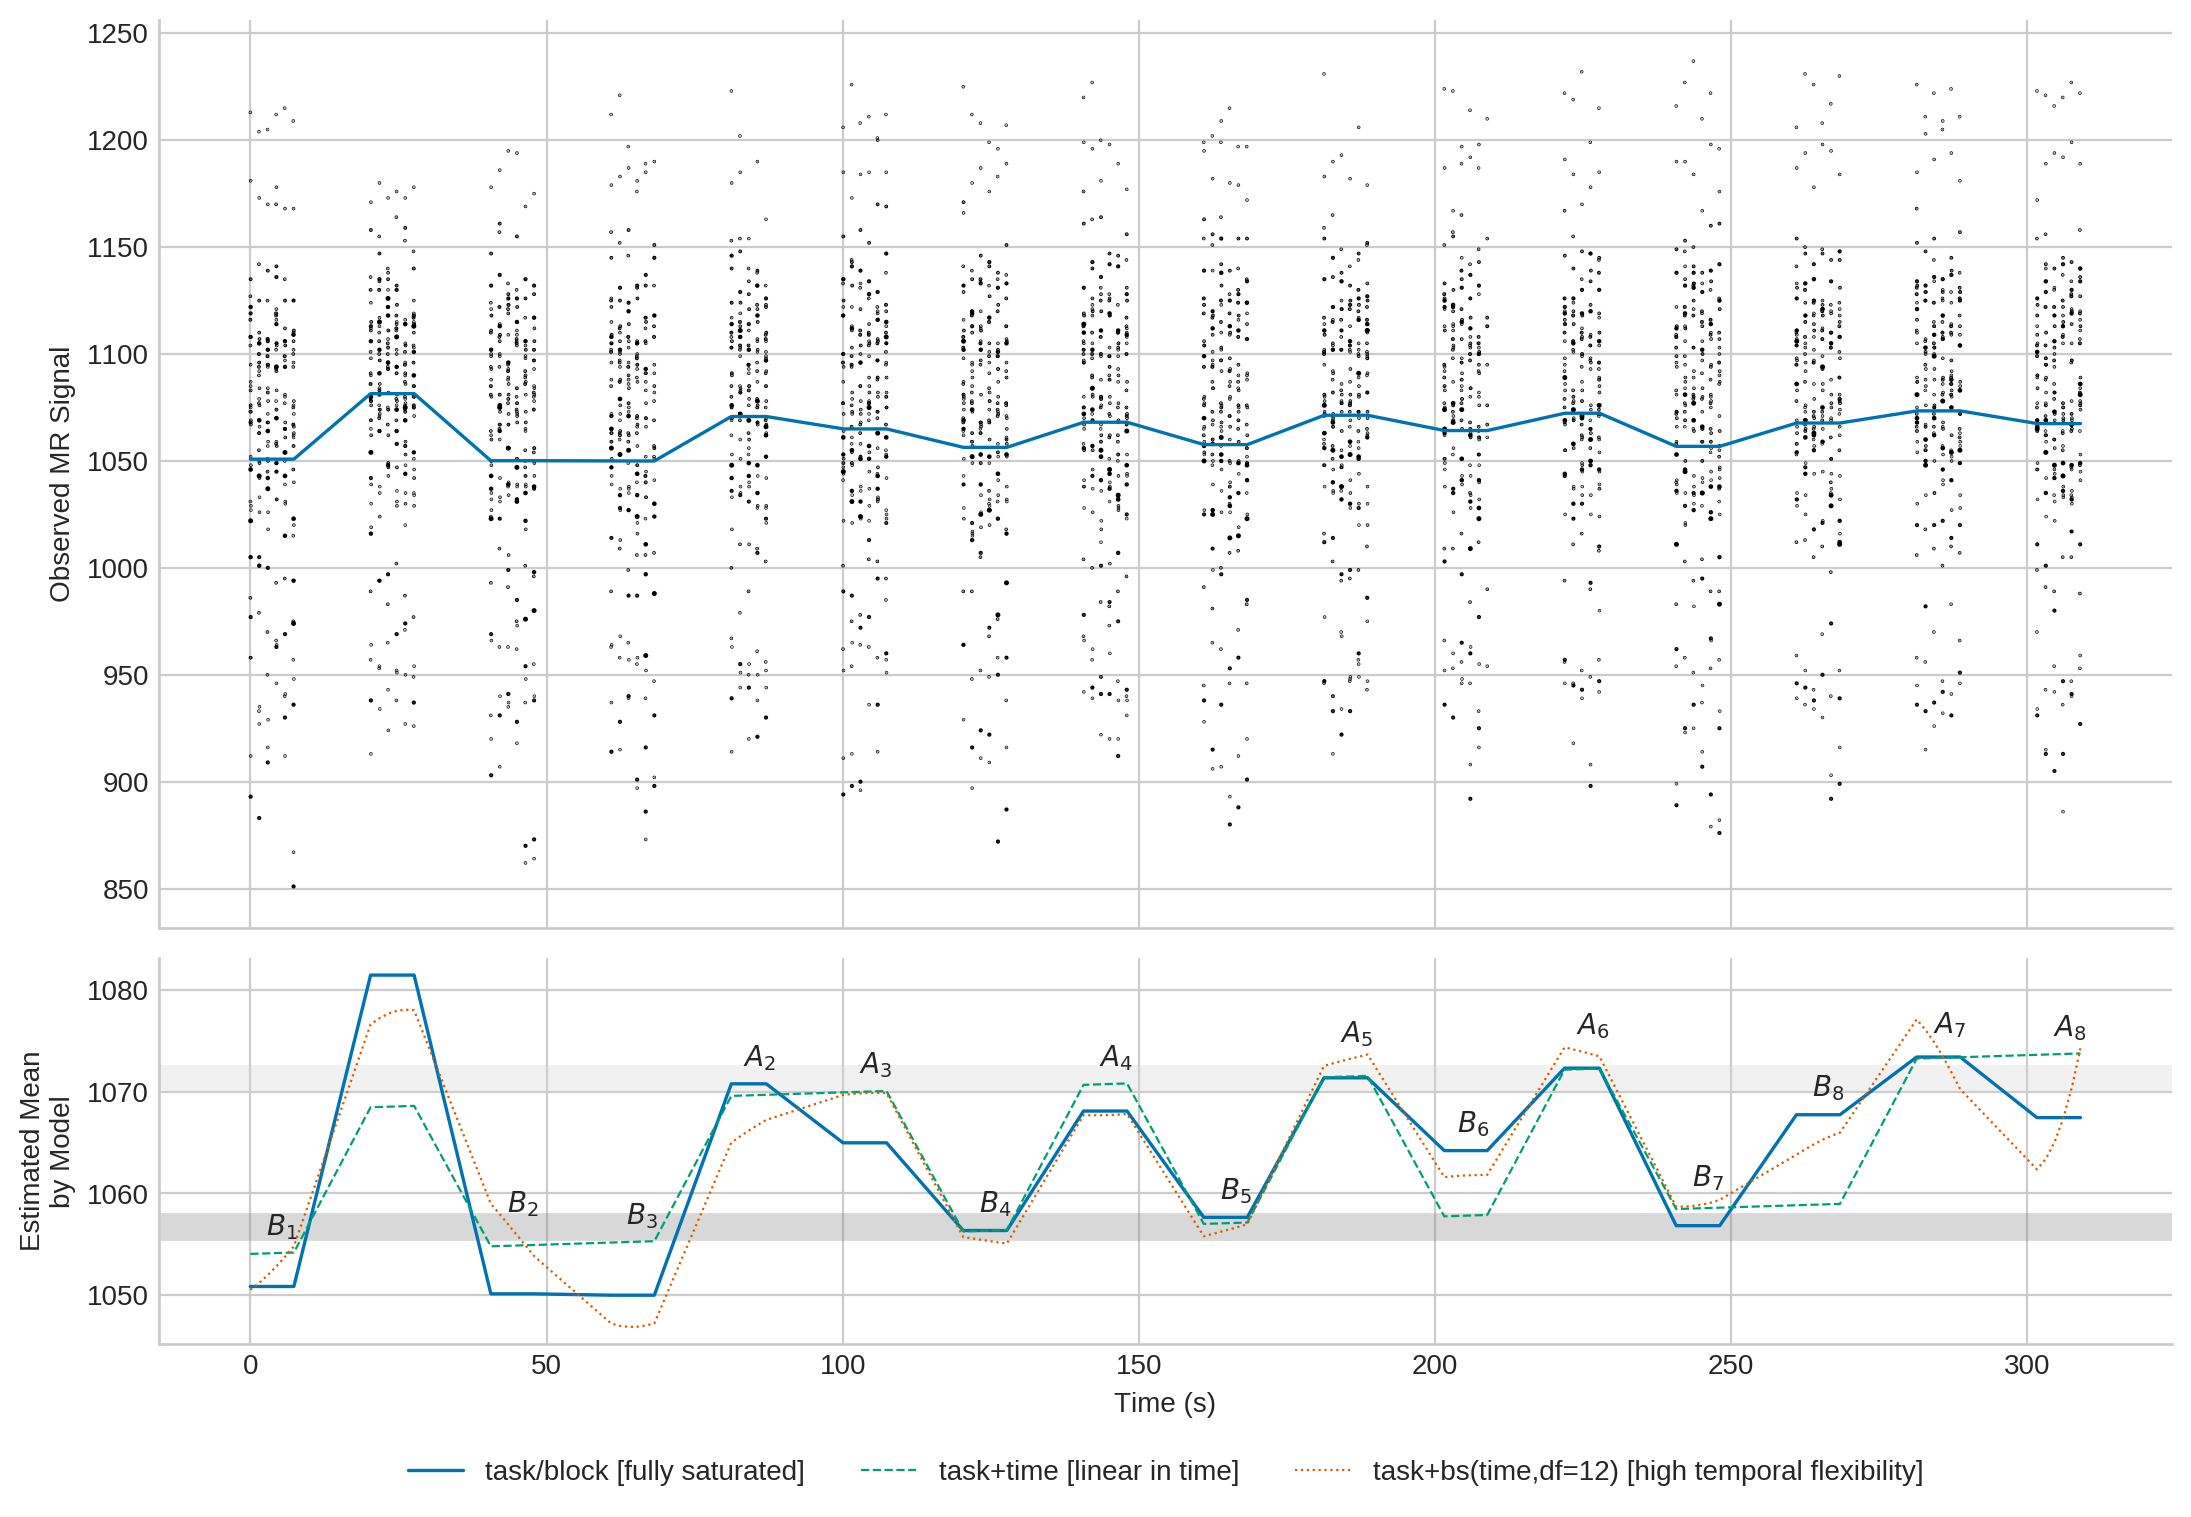 1250
1200
1150
1100
1050
1000
950
900
850
Observed MR Signal
1080
1070
1060
1050
Estimated Mean
by Model
B1
B2
B3
A2
A3
B4
A4
B5
A5
B6
A6
B7
B8
A7
A8
0 50 100 150 200 250 300
Time (s)
task/block [fully saturated] task+time [linear in time] task+bs(time,df=12) [high temporal flexibility]